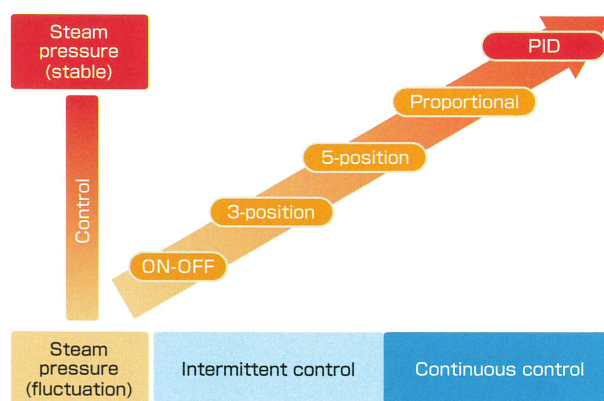 Steam
pressure
(stable)
PID
Proportional
5-position
3-position
Control
ON-OFF
Steam
pressure
(fluctuation)
Intermittent control
Continuous control